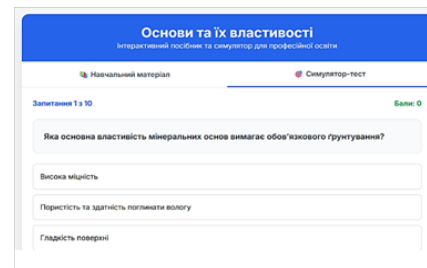 Основи та їх властивості
Інтерактивний посібник та симулятор для професійної освіти
📚 Навчальний матеріал
🎯 Симулятор-тест
Запитання 1 з 10
Бали: 0
Яка основна властивість мінеральних основ вимагає обов'язкового ґрунтування?
Висока міцність
Пористість та здатність поглинати вологу
Гладкість поверхні